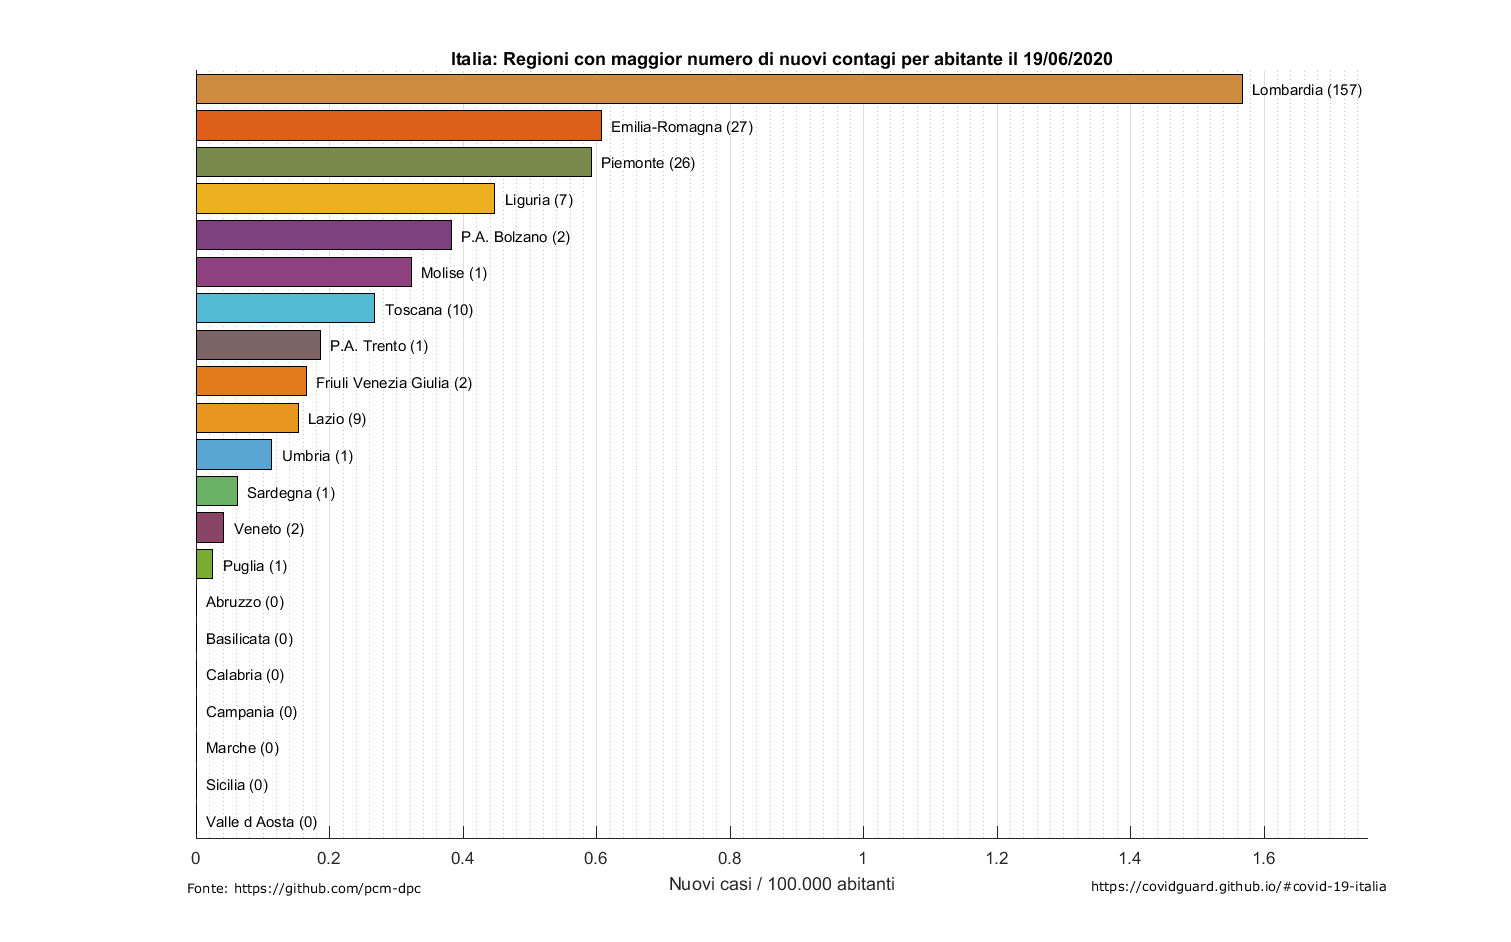 Italia: Regioni con maggior numero di nuovi contagi per abitante il 19/06/2020
Lombardia (157)
Emilia-Romagna (27)
Piemonte (26)
Liguria (7)
P.A. Bolzano (2)
Molise (1)
Toscana (10)
P.A. Trento (1)
Friuli Venezia Giulia (2)
Lazio (9)
Umbria (1)
Sardegna (1)
Veneto (2)
Puglia (1)
Abruzzo (0)
Basilicata (0)
Calabria (0)
Campania (0)
Marche (0)
Sicilia (0)
Valle d Aosta (0)
0 0.2 0.4 0.6 0.8 1 1.2 1.4 1.6
Nuovi casi / 100.000 abitanti
Fonte: https://github.com/pcm-dpc
https://covidguard.github.io/#covid-19-italia